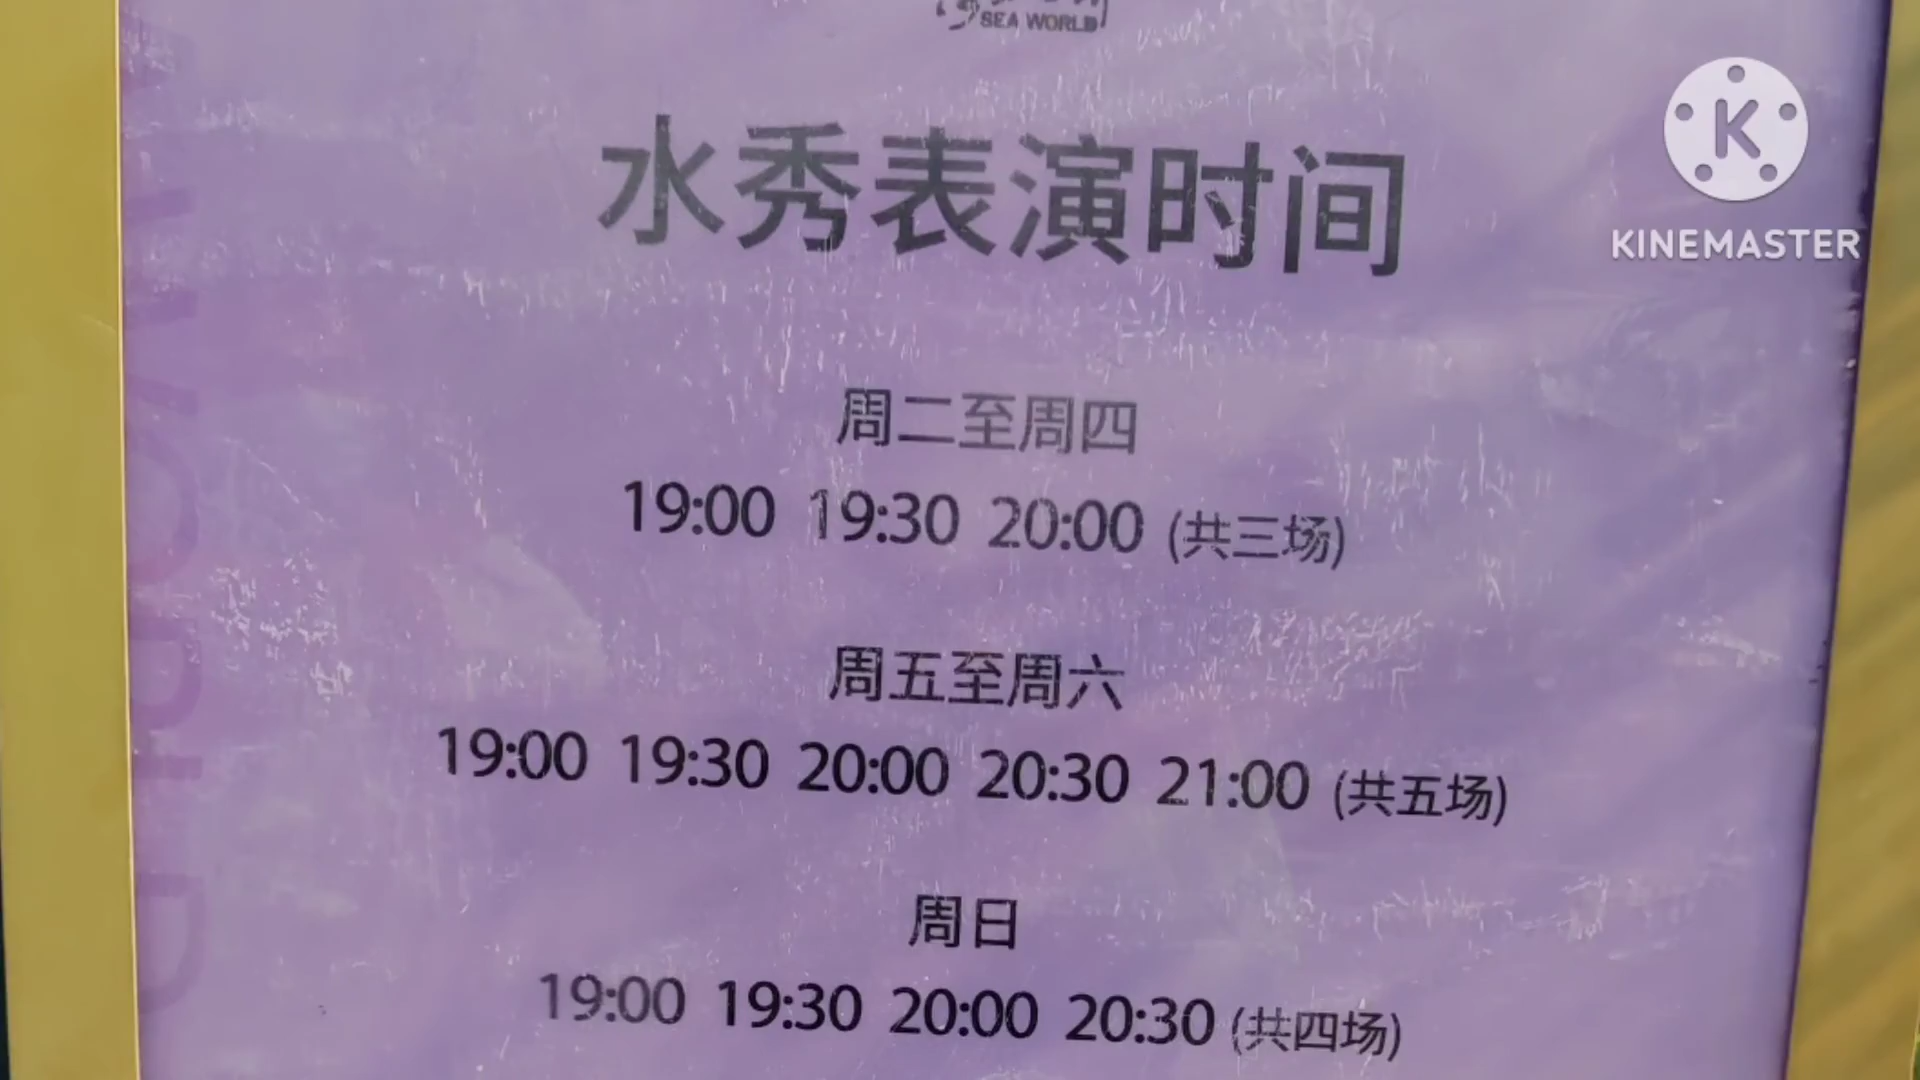 SEA WORLD
水秀表演时间
KINEMASTER
周二至周四
19:00 19:30 20:00 (共三场)
周五至周六
19:00 19:30 20:00 20:30 21:00 (共五场)
周日
19:00 19:30 20:00 20:30 (共四场)